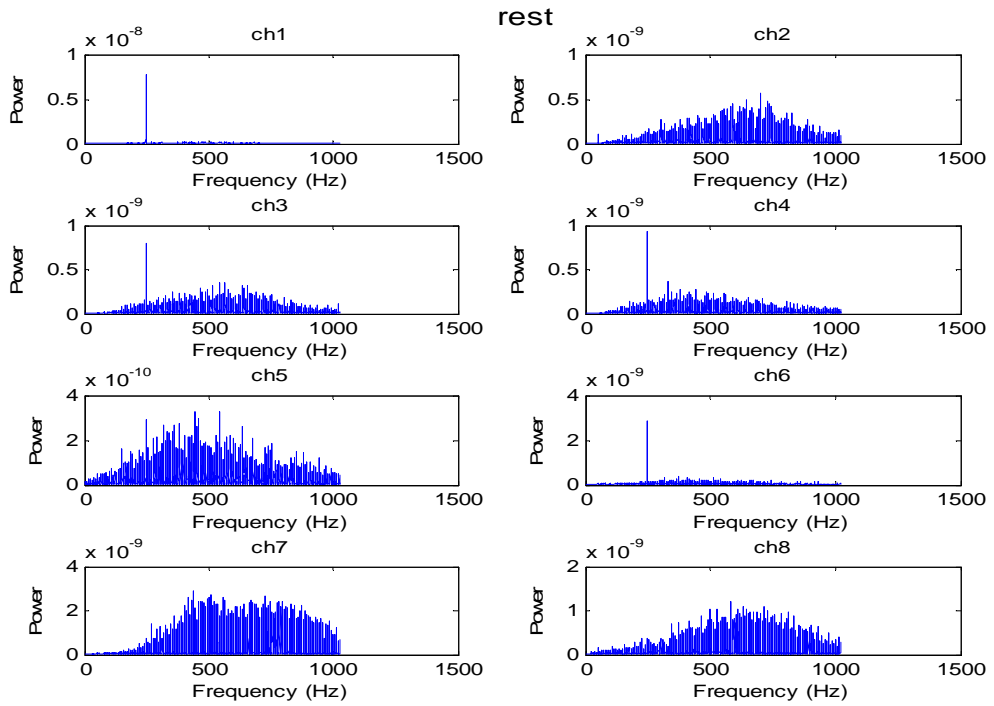 rest
ch1
x 10^-8
1
0.5
0
Power
0 500 1000 1500
Frequency (Hz)
ch2
x 10^-9
1
0.5
0
Power
0 500 1000 1500
Frequency (Hz)
ch3
x 10^-9
1
0.5
0
Power
0 500 1000 1500
Frequency (Hz)
ch4
x 10^-9
1
0.5
0
Power
0 500 1000 1500
Frequency (Hz)
ch5
x 10^-10
4
2
0
Power
0 500 1000 1500
Frequency (Hz)
ch6
x 10^-9
4
2
0
Power
0 500 1000 1500
Frequency (Hz)
ch7
x 10^-9
4
2
0
Power
0 500 1000 1500
Frequency (Hz)
ch8
x 10^-9
2
1
0
Power
0 500 1000 1500
Frequency (Hz)